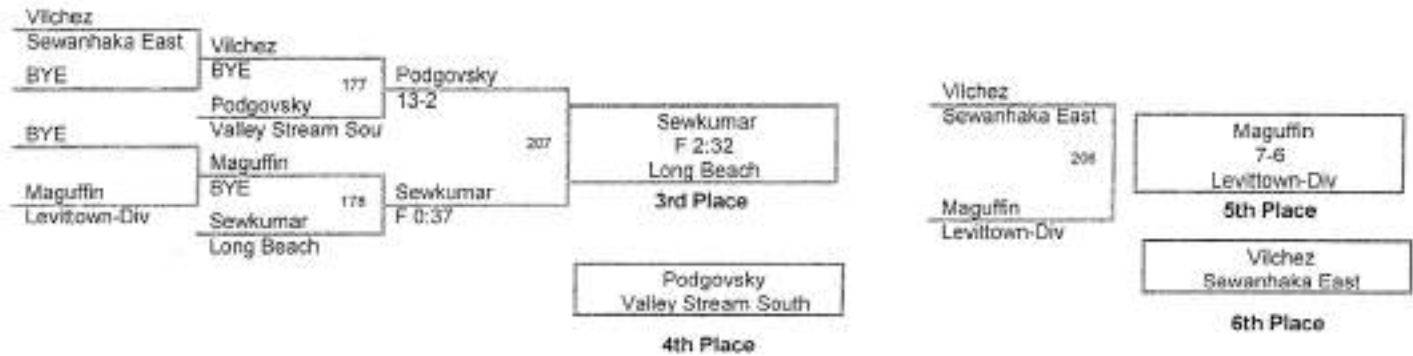 Vilchez
Sewanhaka East
BYE
BYE
Maguffin
Levittown-Div
Vilchez
BYE
177
Podgovsky
Valley Stream Sou
Maguffin
BYE
178
Sewkumar
Long Beach
Podgovsky
13-2
207
Sewkumar
F 0:37
Sewkumar
F 2:32
Long Beach
3rd Place
Podgovsky
Valley Stream South
4th Place
Vilchez
Sewanhaka East
208
Maguffin
Levittown-Div
Maguffin
7-6
Levittown-Div
5th Place
Vilchez
Sewanhaka East
6th Place